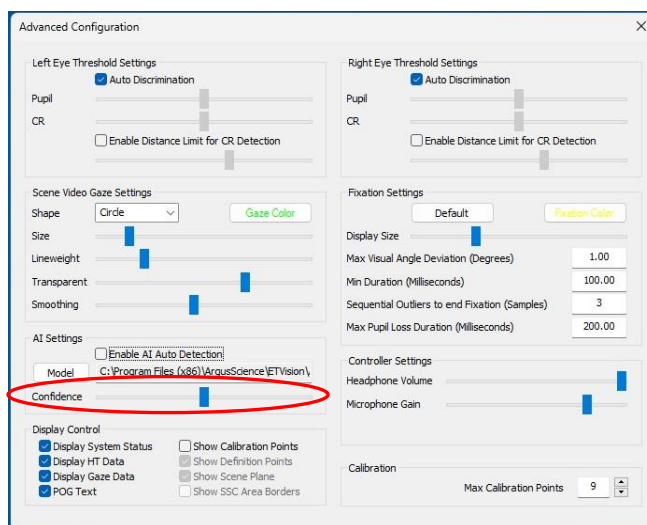 Advanced Configuration
Left Eye Threshold Settings
Auto Discrimination
Pupil
CR
Enable Distance Limit for CR Detection
Right Eye Threshold Settings
Auto Discrimination
Pupil
CR
Enable Distance Limit for CR Detection
Scene Video Gaze Settings
Shape Circle Gaze Color
Size
Lineweight
Transparent
Smoothing
Fixation Settings
Default Fixation Color
Display Size
Max Visual Angle Deviation (Degrees) 1.00
Min Duration (Milliseconds) 100.00
Sequential Outliers to end Fixation (Samples) 3
Max Pupil Loss Duration (Milliseconds) 200.00
AI Settings
Enable AI Auto Detection
Model C:\Program Files (x86)\ArgusScience\ETVision\
Confidence
Controller Settings
Headphone Volume
Microphone Gain
Display Control
Display System Status Show Calibration Points
Display HT Data Show Definition Points
Display Gaze Data Show Scene Plane
POG Text Show SSC Area Borders
Calibration
Max Calibration Points 9